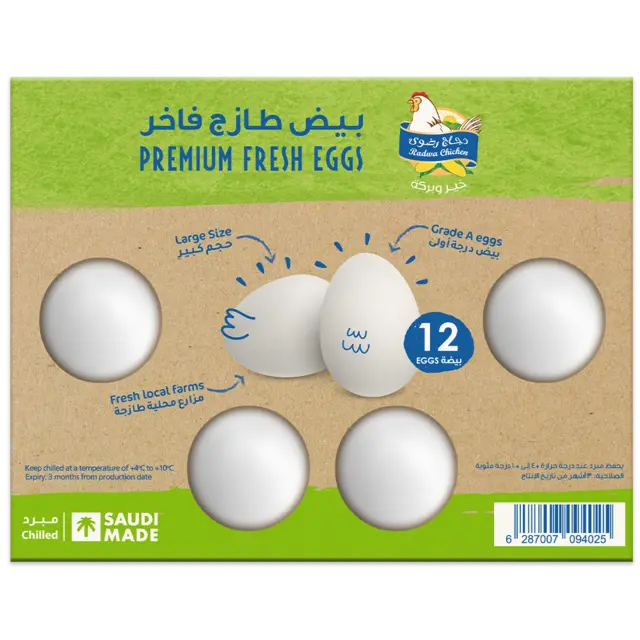 بيض طازج فاخر
PREMIUM FRESH EGGS
دجاج رضوى
Radwa Chicken
خير وبركة
Large Size
حجم كبير
Grade A eggs
بيض درجة أولى
12
EGGS بيضة
Fresh local farms
مزارع محلية طازجة
Keep chilled at a temperature of +4ºC to +10ºC
Expiry: 3 months from production date
يحفظ مبرد عند درجة حرارة +٤ إلى +١٠ درجة مئوية
الصلاحية: ٣ أشهر من تاريخ الإنتاج
مبرد
Chilled
SAUDI
MADE
6 287007 094025